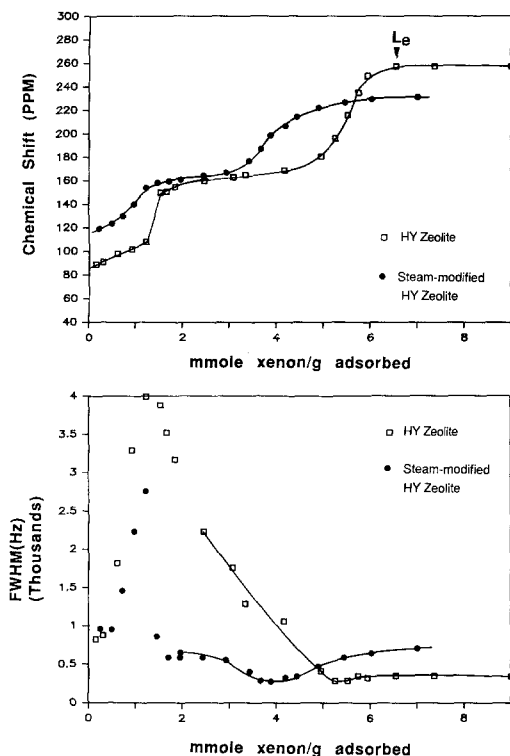 300
280
260
240
220
200
180
160
140
120
100
80
60
40
Chemical Shift (PPM)
Le
HY Zeolite
Steam-modified
HY Zeolite
0 2 4 6 8
mmole xenon/g adsorbed
4
3.5
3
2.5
2
1.5
1
0.5
0
FWHM(Hz)
(Thousands)
HY Zeolite
Steam-modified
HY Zeolite
0 2 4 6 8
mmole xenon/g adsorbed